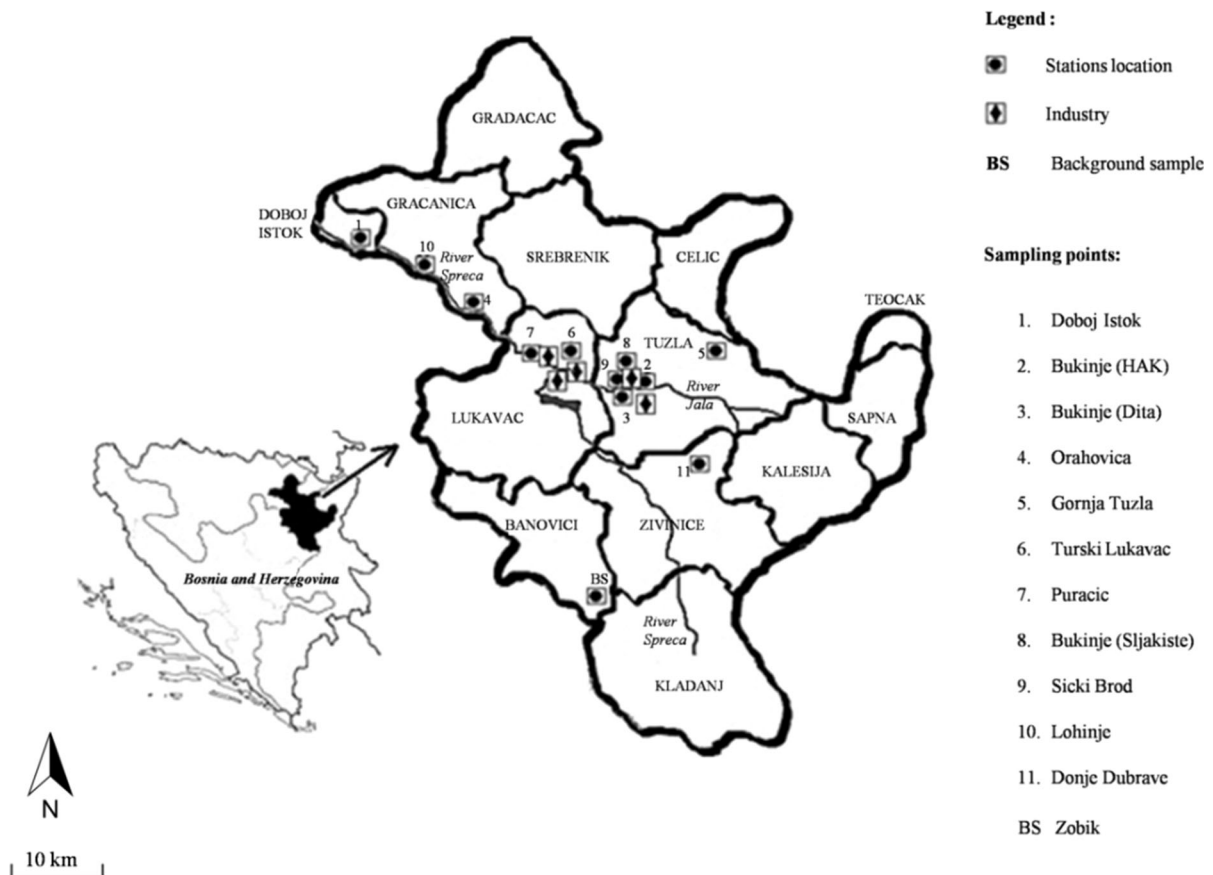 Legend :
Stations location
Industry
BS Background sample
Sampling points:
1. Doboj Istok
2. Bukinje (HAK)
3. Bukinje (Dita)
4. Orahovica
5. Gornja Tuzla
6. Turski Lukavac
7. Puracic
8. Bukinje (Sljakiste)
9. Sicki Brod
10. Lohinje
11. Donje Dubrave
BS Zobik
GRADACAC
GRACANICA
DOBOJ
ISTOK
1
10
River
Spreca
4
SREBRENIK
CELIC
TEOCAK
7
6
8
TUZLA
5
9
2
3
River
Jala
LUKAVAC
SAPNA
11
KALESIJA
BANOVICI
ZIVINICE
BS
River
Spreca
KLADANJ
Bosnia and Herzegovina
N
10 km